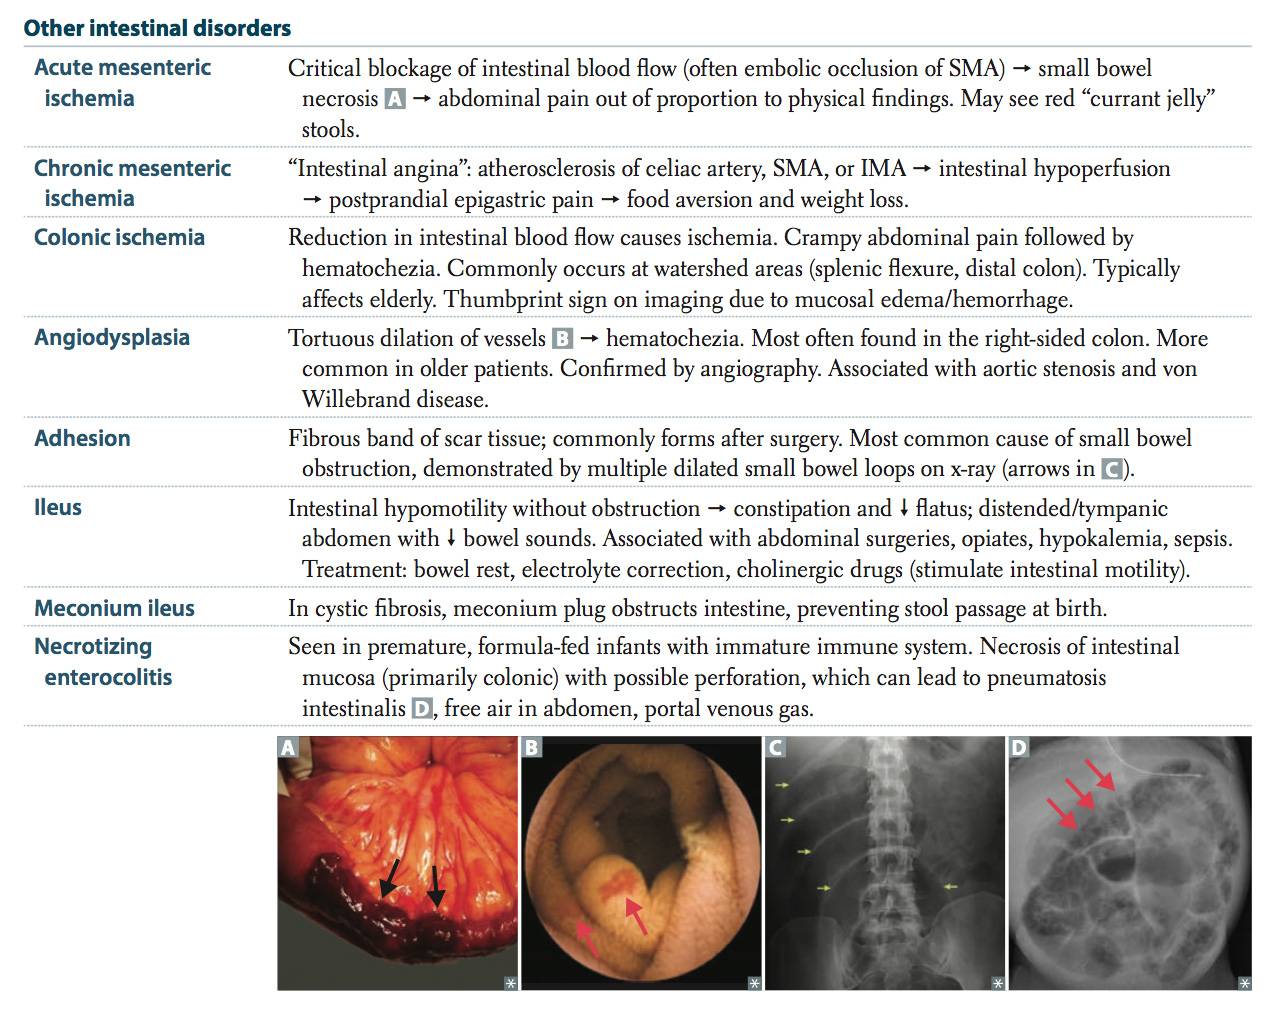 Other intestinal disorders
Acute mesenteric
ischemia
Critical blockage of intestinal blood flow (often embolic occlusion of SMA) → small bowel
necrosis A → abdominal pain out of proportion to physical findings. May see red “currant jelly”
stools.
Chronic mesenteric
ischemia
“Intestinal angina”: atherosclerosis of celiac artery, SMA, or IMA → intestinal hypoperfusion
→ postprandial epigastric pain → food aversion and weight loss.
Colonic ischemia
Reduction in intestinal blood flow causes ischemia. Crampy abdominal pain followed by
hematochezia. Commonly occurs at watershed areas (splenic flexure, distal colon). Typically
affects elderly. Thumbprint sign on imaging due to mucosal edema/hemorrhage.
Angiodysplasia
Tortuous dilation of vessels B → hematochezia. Most often found in the right-sided colon. More
common in older patients. Confirmed by angiography. Associated with aortic stenosis and von
Willebrand disease.
Adhesion
Fibrous band of scar tissue; commonly forms after surgery. Most common cause of small bowel
obstruction, demonstrated by multiple dilated small bowel loops on x-ray (arrows in C).
Ileus
Intestinal hypomotility without obstruction → constipation and ↓ flatus; distended/tympanic
abdomen with ↓ bowel sounds. Associated with abdominal surgeries, opiates, hypokalemia, sepsis.
Treatment: bowel rest, electrolyte correction, cholinergic drugs (stimulate intestinal motility).
Meconium ileus
In cystic fibrosis, meconium plug obstructs intestine, preventing stool passage at birth.
Necrotizing
enterocolitis
Seen in premature, formula-fed infants with immature immune system. Necrosis of intestinal
mucosa (primarily colonic) with possible perforation, which can lead to pneumatosis
intestinalis D, free air in abdomen, portal venous gas.
A B C D